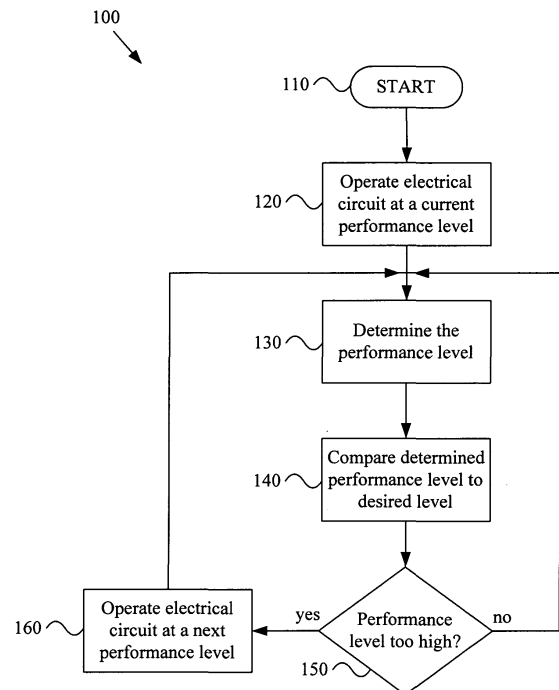 100
110
START
120
Operate electrical
circuit at a current
performance level
130
Determine the
performance level
140
Compare determined
performance level to
desired level
160
Operate electrical
circuit at a next
performance level
yes
Performance
level too high?
no
150